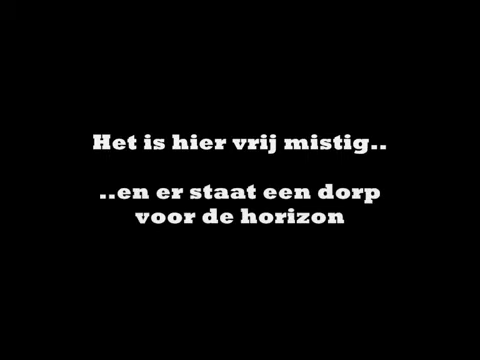 Het is hier vrij mistig..
..en er staat een dorp
voor de horizon